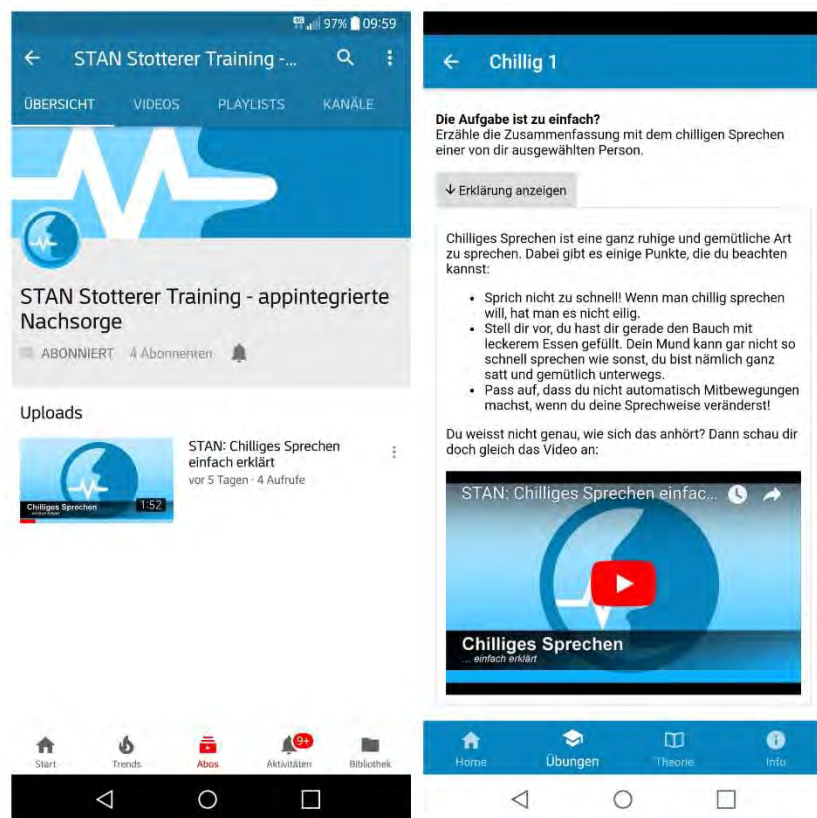 97% 09:59
STAN Stotterer Training -...
ÜBERSICHT VIDEOS PLAYLISTS KANÄLE
STAN Stotterer Training - appintegrierte
Nachsorge
ABONNIERT 4 Abonnenten
Uploads
Chilliges Sprechen
einfach erklärt
1:52
STAN: Chilliges Sprechen
einfach erklärt
vor 5 Tagen · 4 Aufrufe
Start
Trends
Abos
9+
Aktivitäten
Bibliothek
Chillig 1
Die Aufgabe ist zu einfach?
Erzähle die Zusammenfassung mit dem chilligen Sprechen
einer von dir ausgewählten Person.
Erklärung anzeigen
Chilliges Sprechen ist eine ganz ruhige und gemütliche Art
zu sprechen. Dabei gibt es einige Punkte, die du beachten
kannst:
• Sprich nicht zu schnell! Wenn man chillig sprechen
will, hat man es nicht eilig.
• Stell dir vor, du hast dir gerade den Bauch mit
leckerem Essen gefüllt. Dein Mund kann gar nicht so
schnell sprechen wie sonst, du bist nämlich ganz
satt und gemütlich unterwegs.
• Pass auf, dass du nicht automatisch Mitbewegungen
machst, wenn du deine Sprechweise veränderst!
Du weisst nicht genau, wie sich das anhört? Dann schau dir
doch gleich das Video an:
STAN: Chilliges Sprechen einfac...
Chilliges Sprechen
... einfach erklärt
Home
Übungen
Theorie
Info